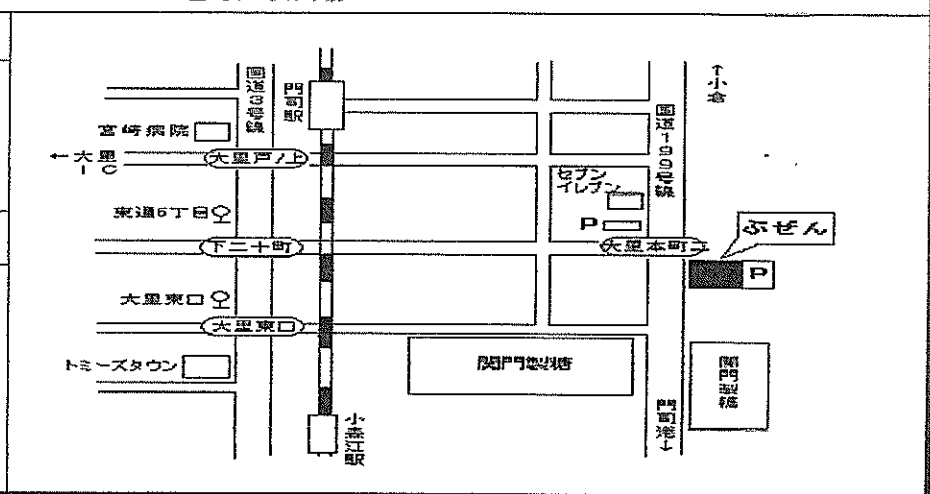 国道3号線
門司駅
↑小倉
国道199号線
宮崎病院
←大里IC
大里戸ノ上
セブン
イレブン
東通6丁目
P
ぶぜん
下二十町
大里本町二
P
大里東口
大里東口
トミーズタウン
関門製糖
関門製糖
門司港↓
小森江駅